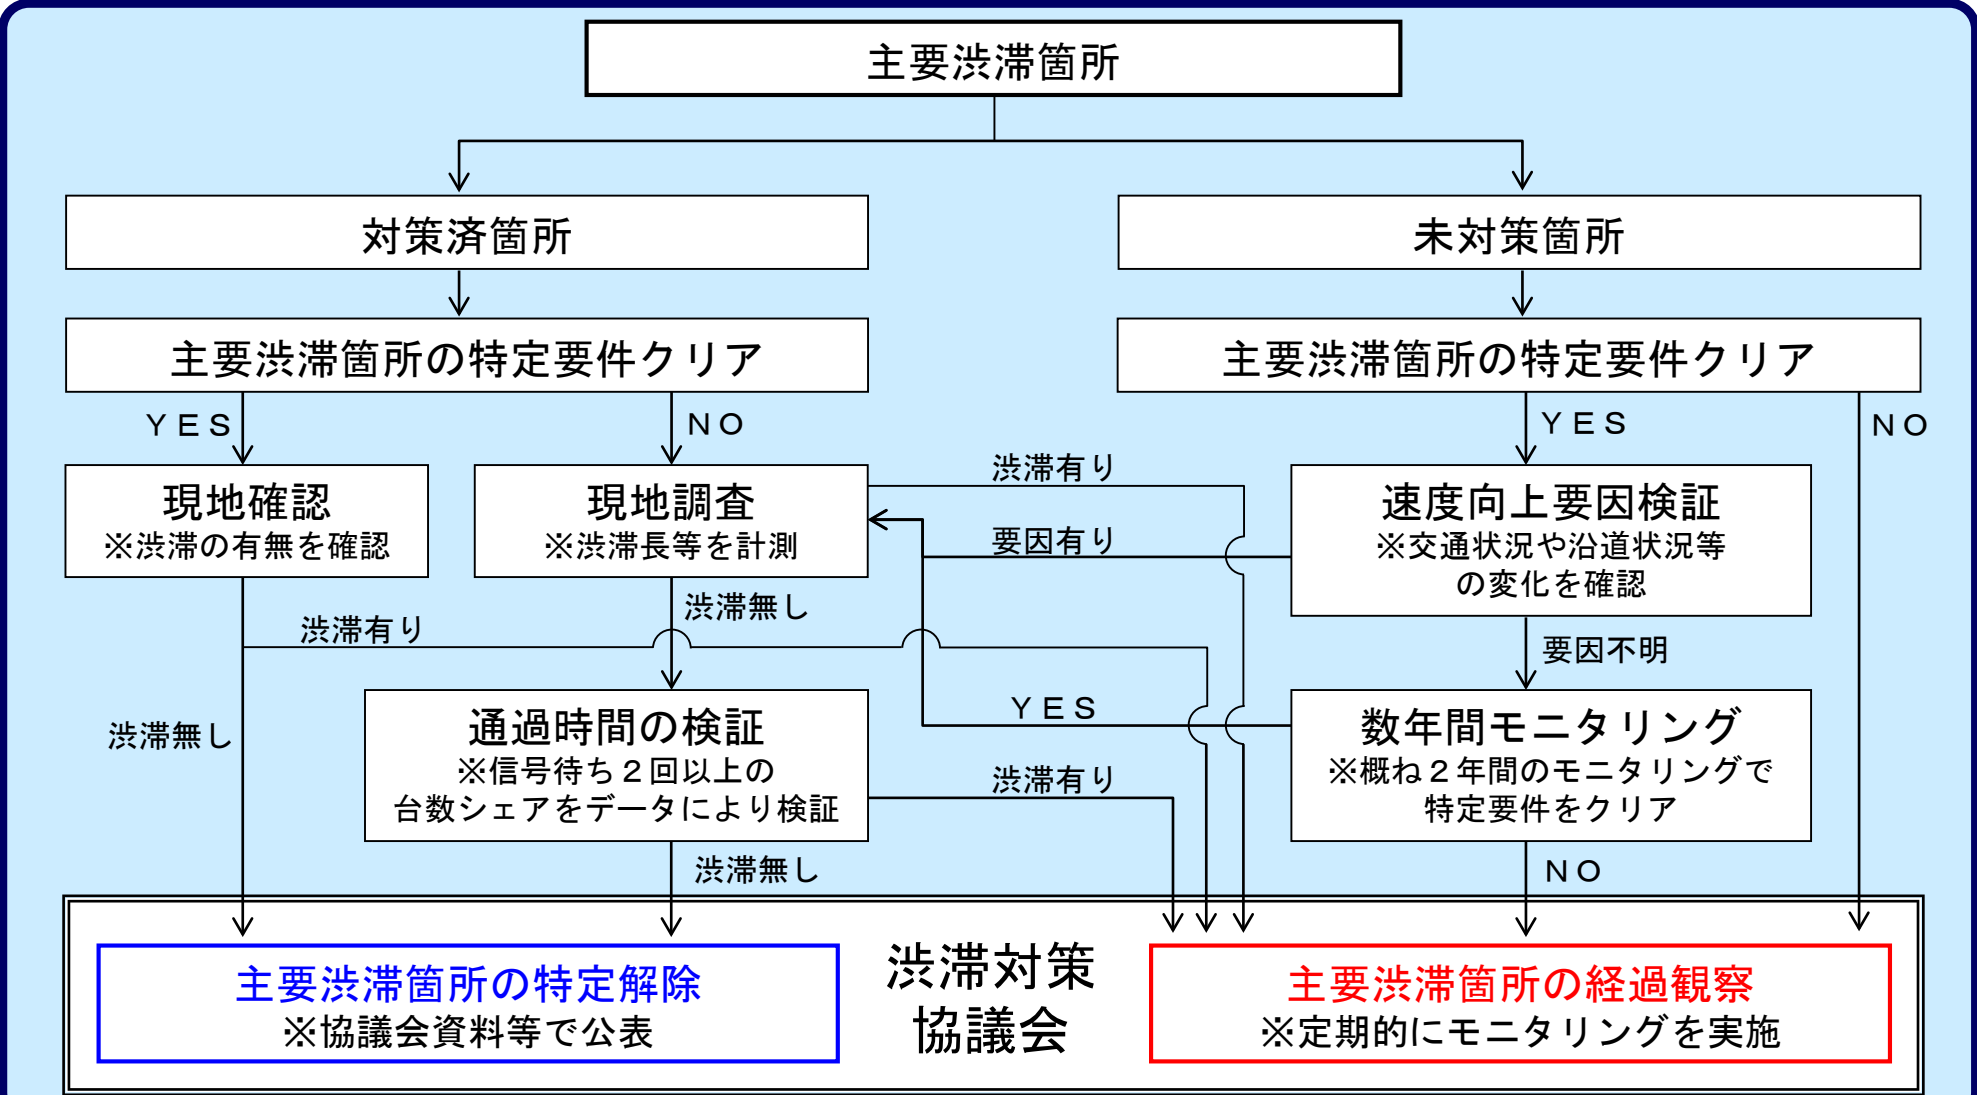 主要渋滞箇所
対策済箇所
未対策箇所
主要渋滞箇所の特定要件クリア
主要渋滞箇所の特定要件クリア
ＹＥＳ
ＮＯ
ＹＥＳ
ＮＯ
現地確認
※渋滞の有無を確認
現地調査
※渋滞長等を計測
渋滞有り
要因有り
速度向上要因検証
※交通状況や沿道状況等
の変化を確認
渋滞無し
渋滞有り
要因不明
渋滞無し
通過時間の検証
※信号待ち２回以上の
台数シェアをデータにより検証
ＹＥＳ
渋滞有り
数年間モニタリング
※概ね２年間のモニタリングで
特定要件をクリア
渋滞無し
ＮＯ
主要渋滞箇所の特定解除
※協議会資料等で公表
渋滞対策
協議会
主要渋滞箇所の経過観察
※定期的にモニタリングを実施